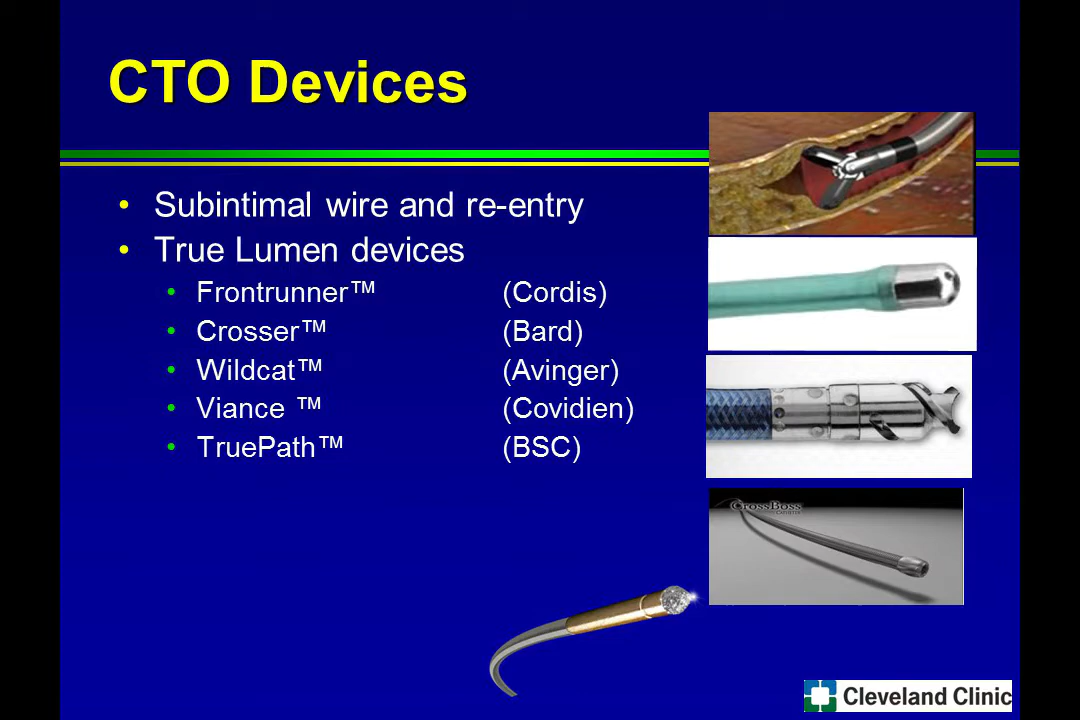 CTO Devices
• Subintimal wire and re-entry
• True Lumen devices
• Frontrunner™ (Cordis)
• Crosser™ (Bard)
• Wildcat™ (Avinger)
• Viance ™ (Covidien)
• TruePath™ (BSC)
CrossBoss
Cleveland Clinic